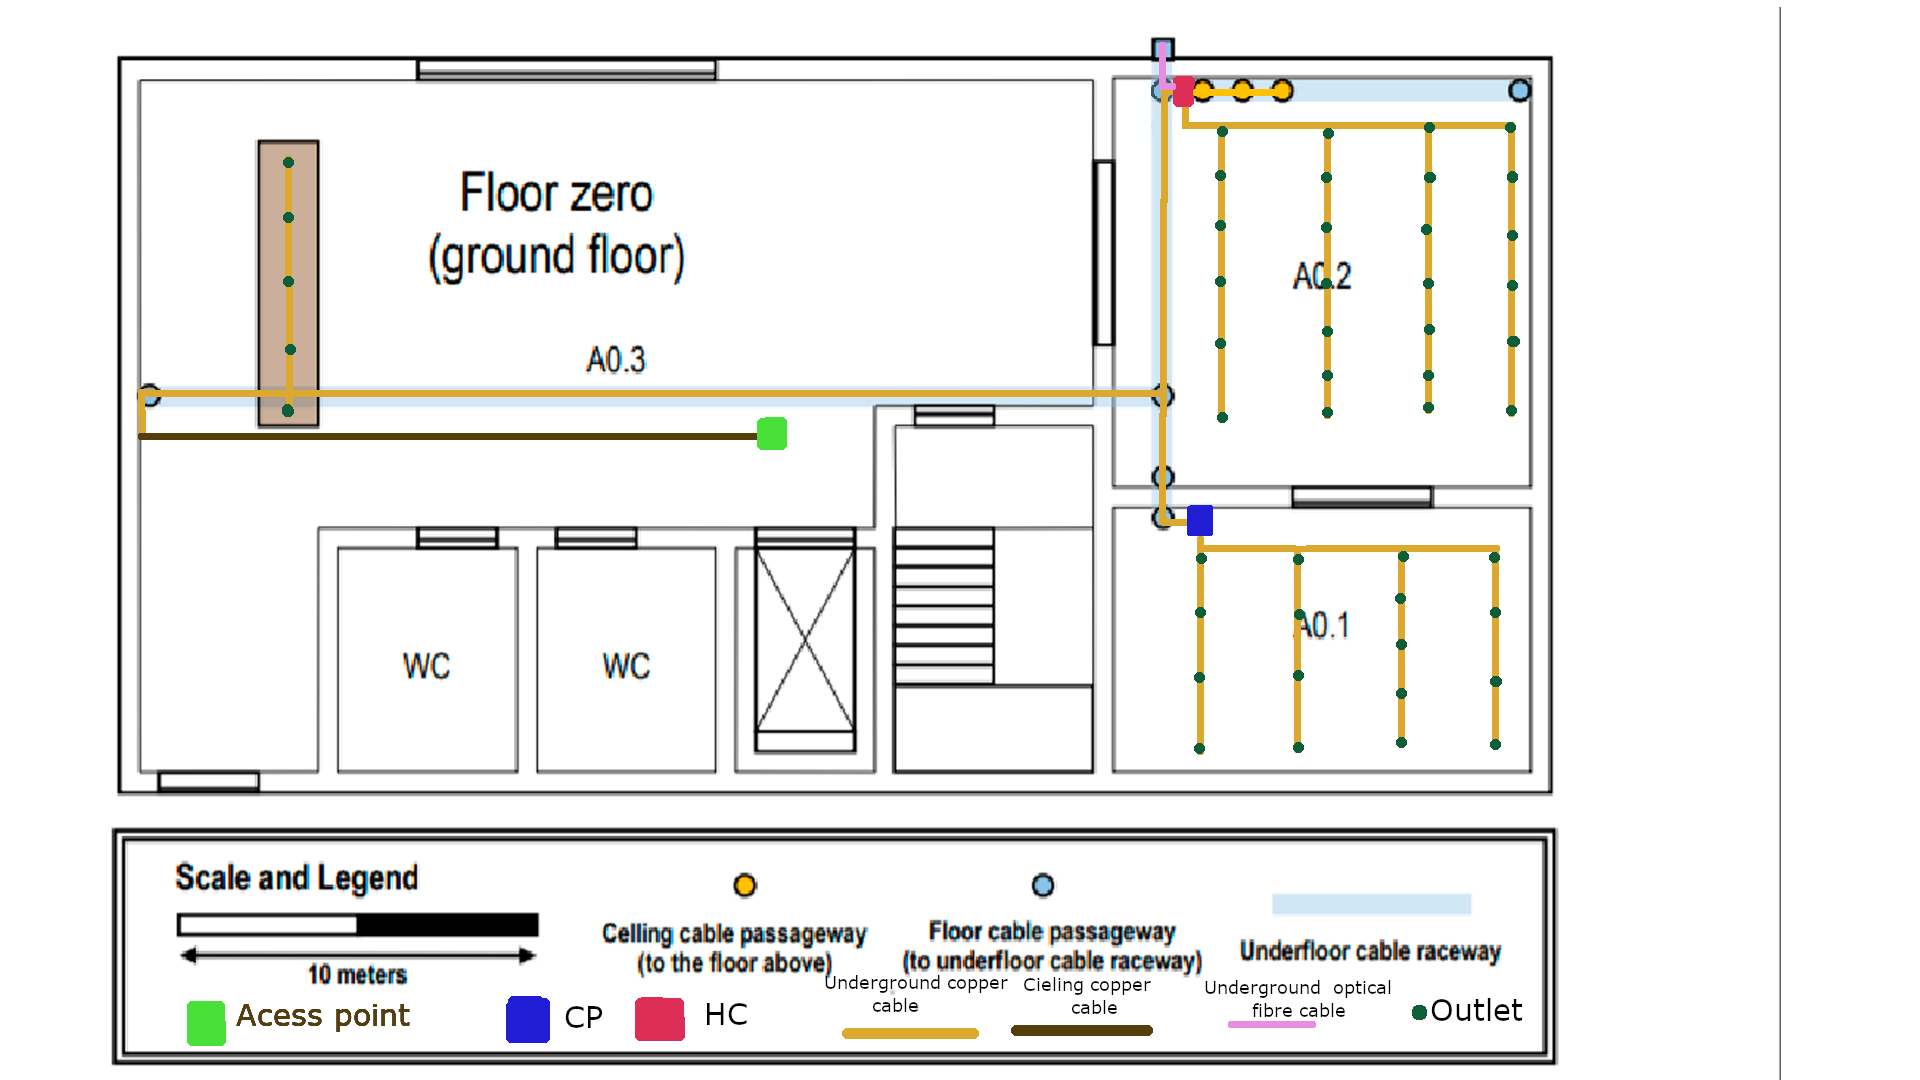 Floor zero
(ground floor)
A0.2
A0.3
A0.1
WC
WC
Scale and Legend
10 meters
Celling cable passageway
(to the floor above)
Floor cable passageway
(to underfloor cable raceway)
Underfloor cable raceway
Acess point
CP
HC
Underground copper
cable
Cieling copper
cable
Underground optical
fibre cable
Outlet